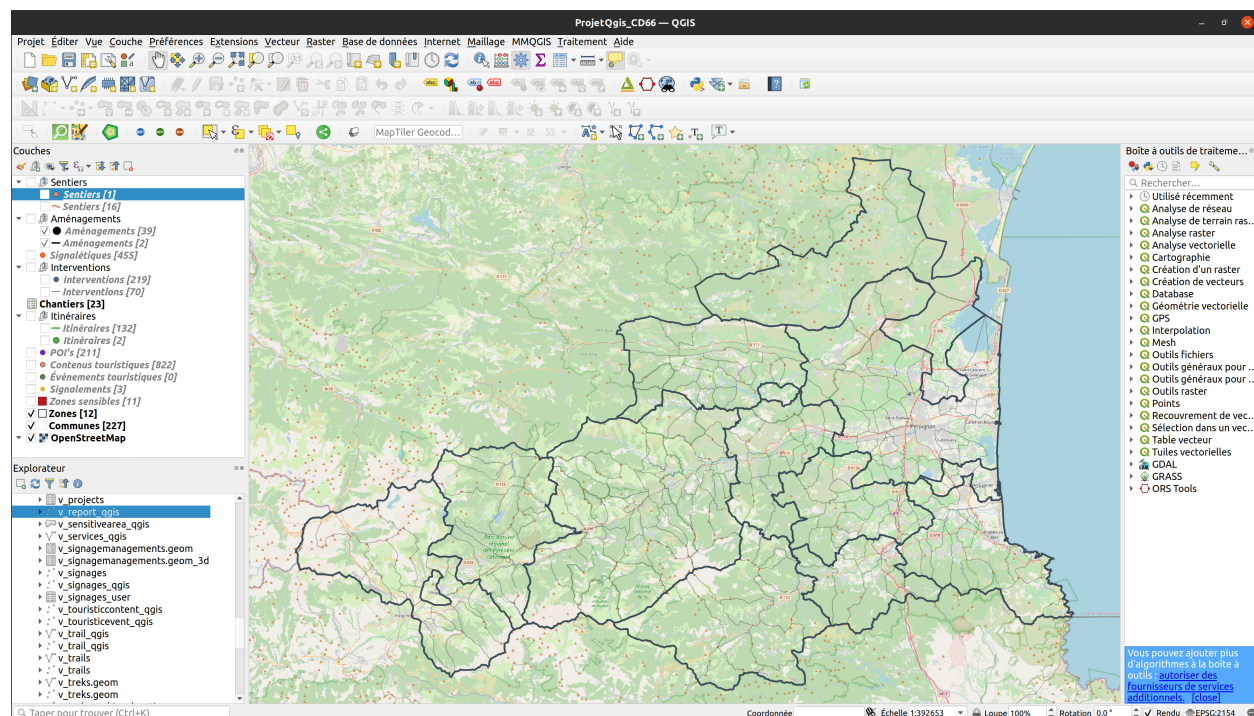 ProjetQgis_CD66 — QGIS
Projet Éditer Vue Couche Préférences Extensions Vecteur Raster Base de données Internet Maillage MMQGIS Traitement Aide
MapTiler Geocod...
Couches
Sentiers
Sentiers [1]
Sentiers [16]
Aménagements
Aménagements [39]
Aménagements [2]
Signalétiques [455]
Interventions
Interventions [219]
Interventions [70]
Chantiers [23]
Itinéraires
Itinéraires [132]
Itinéraires [2]
POI's [211]
Contenus touristiques [822]
Évènements touristiques [0]
Signalements [3]
Zones sensibles [11]
Zones [12]
Communes [227]
OpenStreetMap
Explorateur
v_projects
v_report_qgis
v_sensitivearea_qgis
v_services_qgis
v_signagemanagements.geom
v_signagemanagements.geom_3d
v_signages
v_signages_qgis
v_signages_user
v_touristiccontent_qgis
v_touristicevent_qgis
v_trail_qgis
v_trail_qgis
v_trails
v_trails
v_treks.geom
v_treks.geom
Taper pour trouver (Ctrl+K)
Perpignan
Boîte à outils de traiteme...
Rechercher...
Utilisé récemment
Analyse de réseau
Analyse de terrain ras...
Analyse raster
Analyse vectorielle
Cartographie
Création d'un raster
Création de vecteurs
Database
Géométrie vectorielle
GPS
Interpolation
Mesh
Outils fichiers
Outils généraux pour ...
Outils généraux pour ...
Outils raster
Points
Recouvrement de vec...
Sélection dans un vec...
Table vecteur
Tuiles vectorielles
GDAL
GRASS
ORS Tools
Vous pouvez ajouter plus
d'algorithmes à la boîte à
outils : autoriser des
fournisseurs de services
additionnels. [close]
Coordonnée Échelle 1:392653 Loupe 100% Rotation 0.0° Rendu EPSG:2154